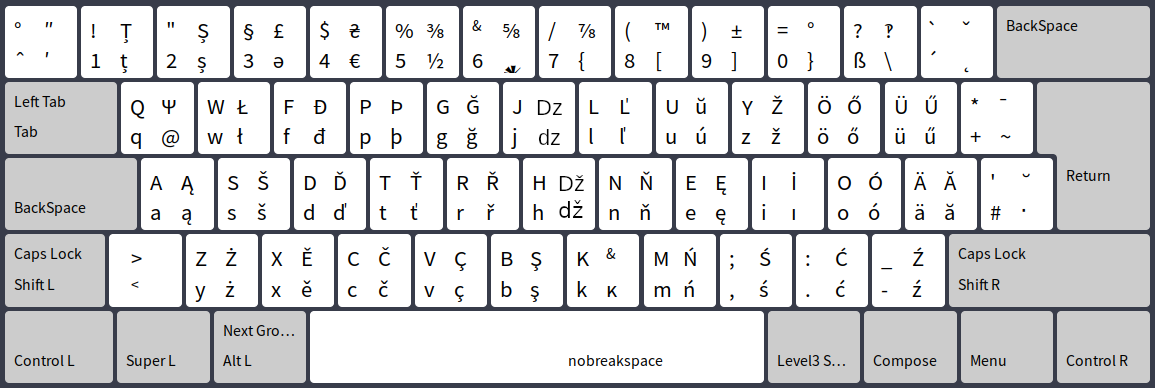 ° ″ ! Ț " Ș § £ $ ₴ % ⅜ & ⅝ / ⅞ ( ™ ) ± = ° ? ‽ ` ˇ BackSpace
ˆ ′ 1 ț 2 ș 3 ə 4 € 5 ½ 6 7 { 8 [ 9 ] 0 } ß \ ´ ˛
Left Tab Q Ψ W Ł F Đ P Þ G Ğ J Dz L Ľ U ŭ Y Ž Ö Ő Ü Ű * ¯
Tab q @ w ł f đ p þ g ğ j dz l ľ u ú z ž ö ő ü ű + ~
A Ą S Š D Ď T Ť R Ř H Dž N Ň E Ę I İ O Ó Ä Ă ' ˘ Return
BackSpace a ą s š d ď t ť r ř h dž n ň e ę i ı o ó ä ă # ·
Caps Lock > Z Ż X Ě C Č V Ç B Ş K & M Ń ; Ś : Ć _ Ź Caps Lock
Shift L < y ż x ě c č v ç b ş k ĸ m ń , ś . ć - ź Shift R
Next Gro…
Control L Super L Alt L nobreakspace Level3 S… Compose Menu Control R